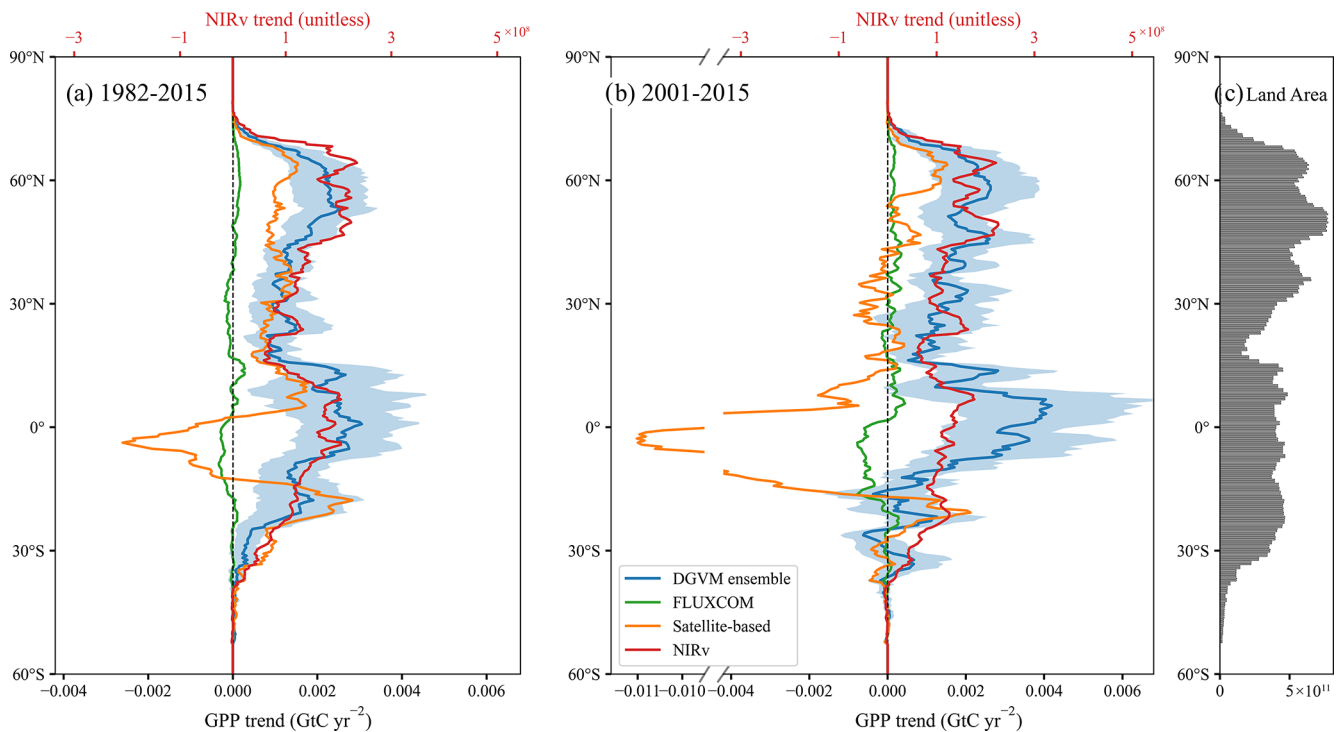 NIRv trend (unitless)
−3 −1 1 3 5 ×10⁸
NIRv trend (unitless)
−3 −1 1 3 5 ×10⁸
90°N
60°N
30°N
0°
30°S
60°S
(a) 1982-2015
−0.004 −0.002 0.000 0.002 0.004 0.006
GPP trend (GtC yr⁻²)
90°N
60°N
30°N
0°
30°S
60°S
(b) 2001-2015
DGVM ensemble
FLUXCOM
Satellite-based
NIRv
−0.011 −0.010 −0.004 −0.002 0.000 0.002 0.004 0.006
GPP trend (GtC yr⁻²)
90°N
60°N
30°N
0°
30°S
60°S
(c) Land Area
0 5×10¹¹